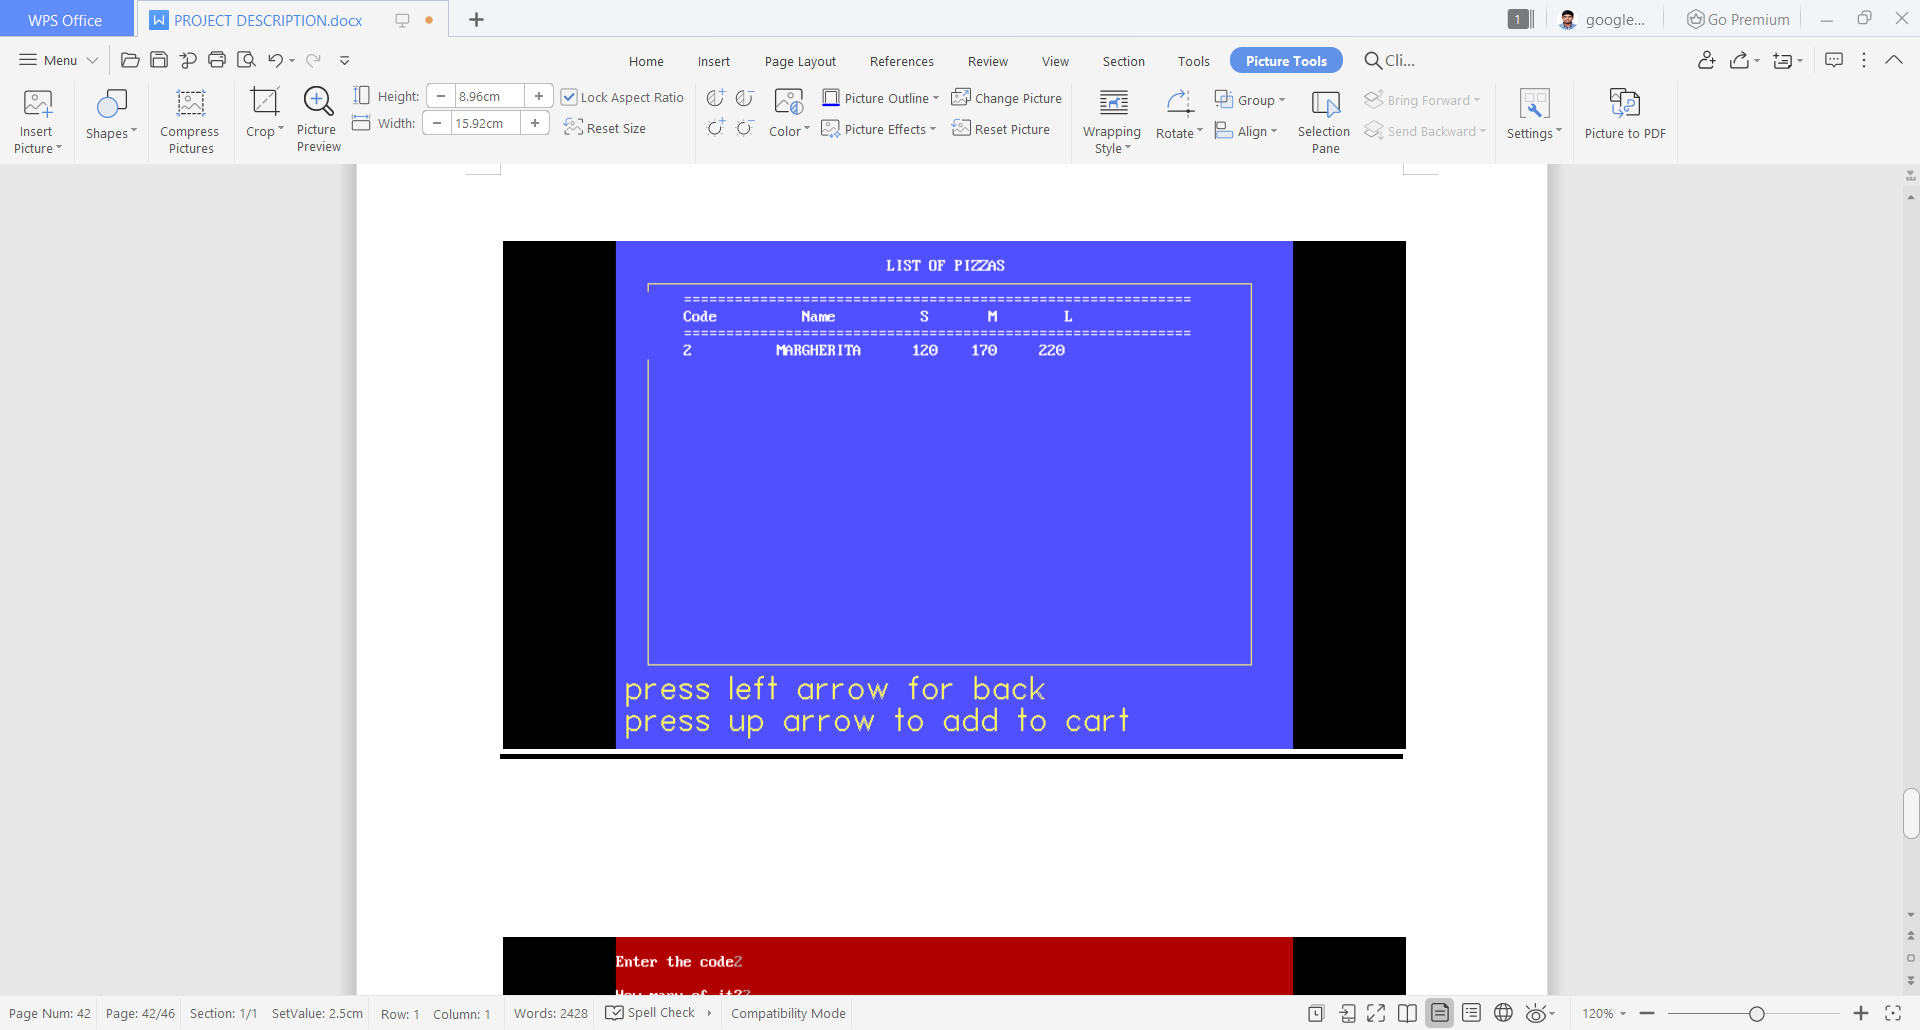 WPS Office
PROJECT DESCRIPTION.docx
1
google...
Go Premium
Menu
Home
Insert
Page Layout
References
Review
View
Section
Tools
Picture Tools
Cli...
Insert Picture
Shapes
Compress Pictures
Crop
Picture Preview
Height: 8.96cm
Width: 15.92cm
Lock Aspect Ratio
Reset Size
Color
Picture Outline
Picture Effects
Change Picture
Reset Picture
Wrapping Style
Rotate
Group
Align
Selection Pane
Bring Forward
Send Backward
Settings
Picture to PDF
LIST OF PIZZAS
============================================================
Code Name S M L
============================================================
2 MARGHERITA 120 170 220
press left arrow for back
press up arrow to add to cart
Enter the code2
How many of it?2
Page Num: 42 Page: 42/46 Section: 1/1 SetValue: 2.5cm Row: 1 Column: 1 Words: 2428 Spell Check Compatibility Mode 120%